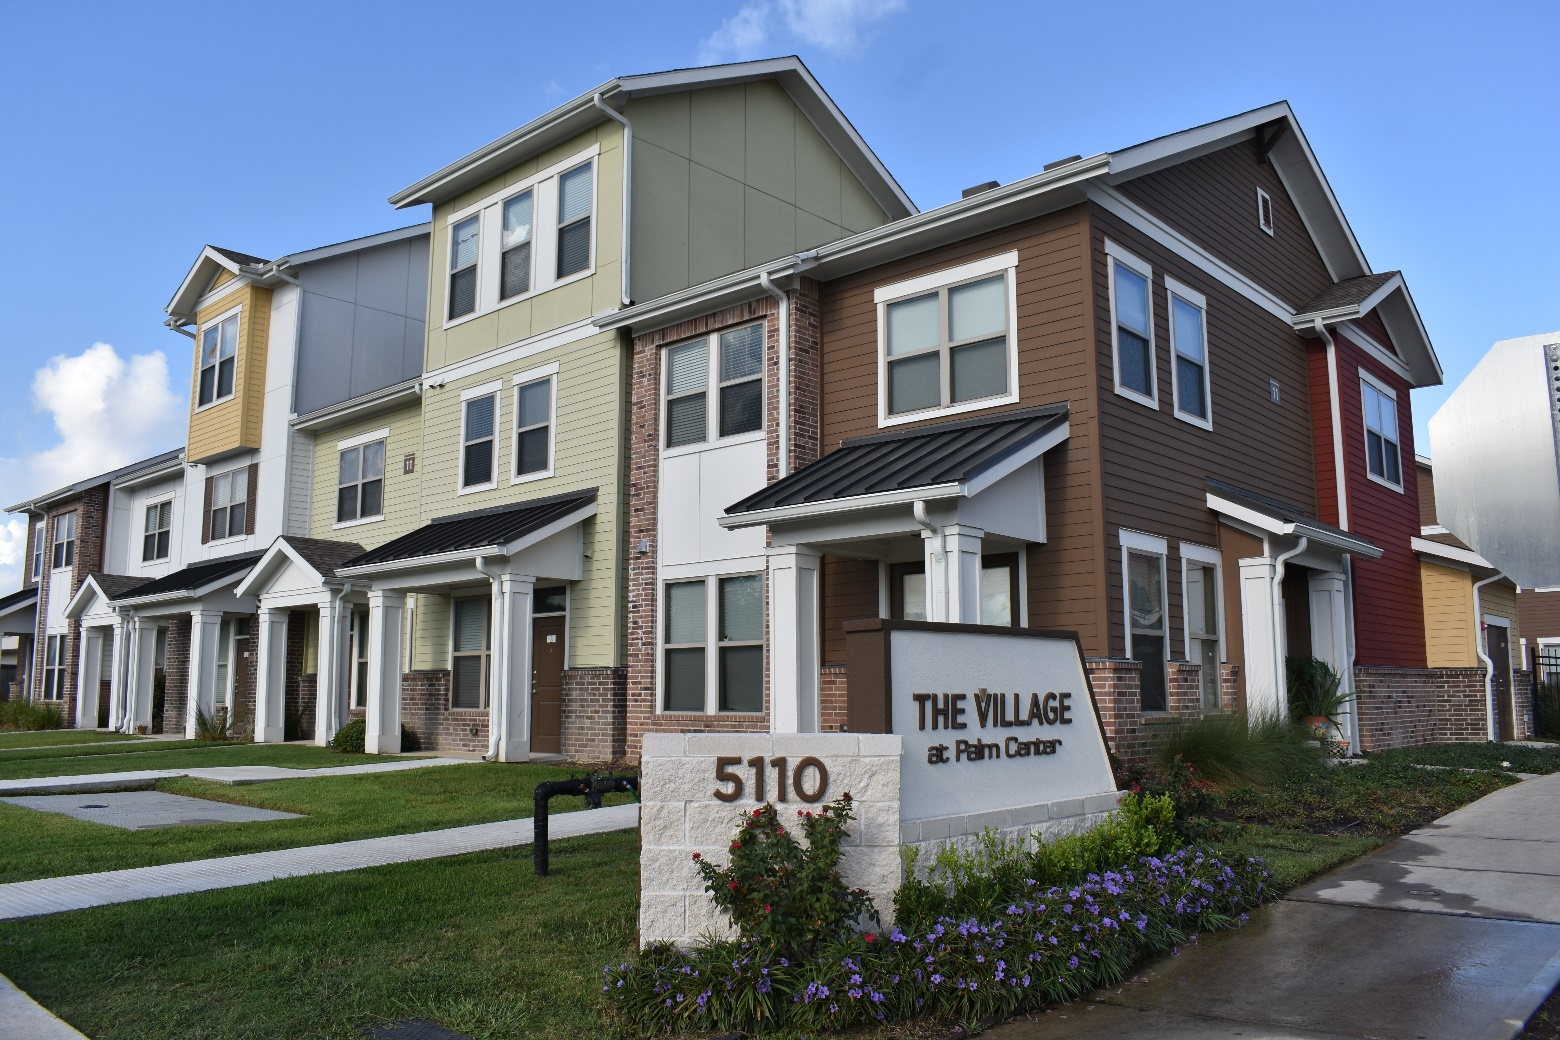 5110
THE VILLAGE
at Palm Center